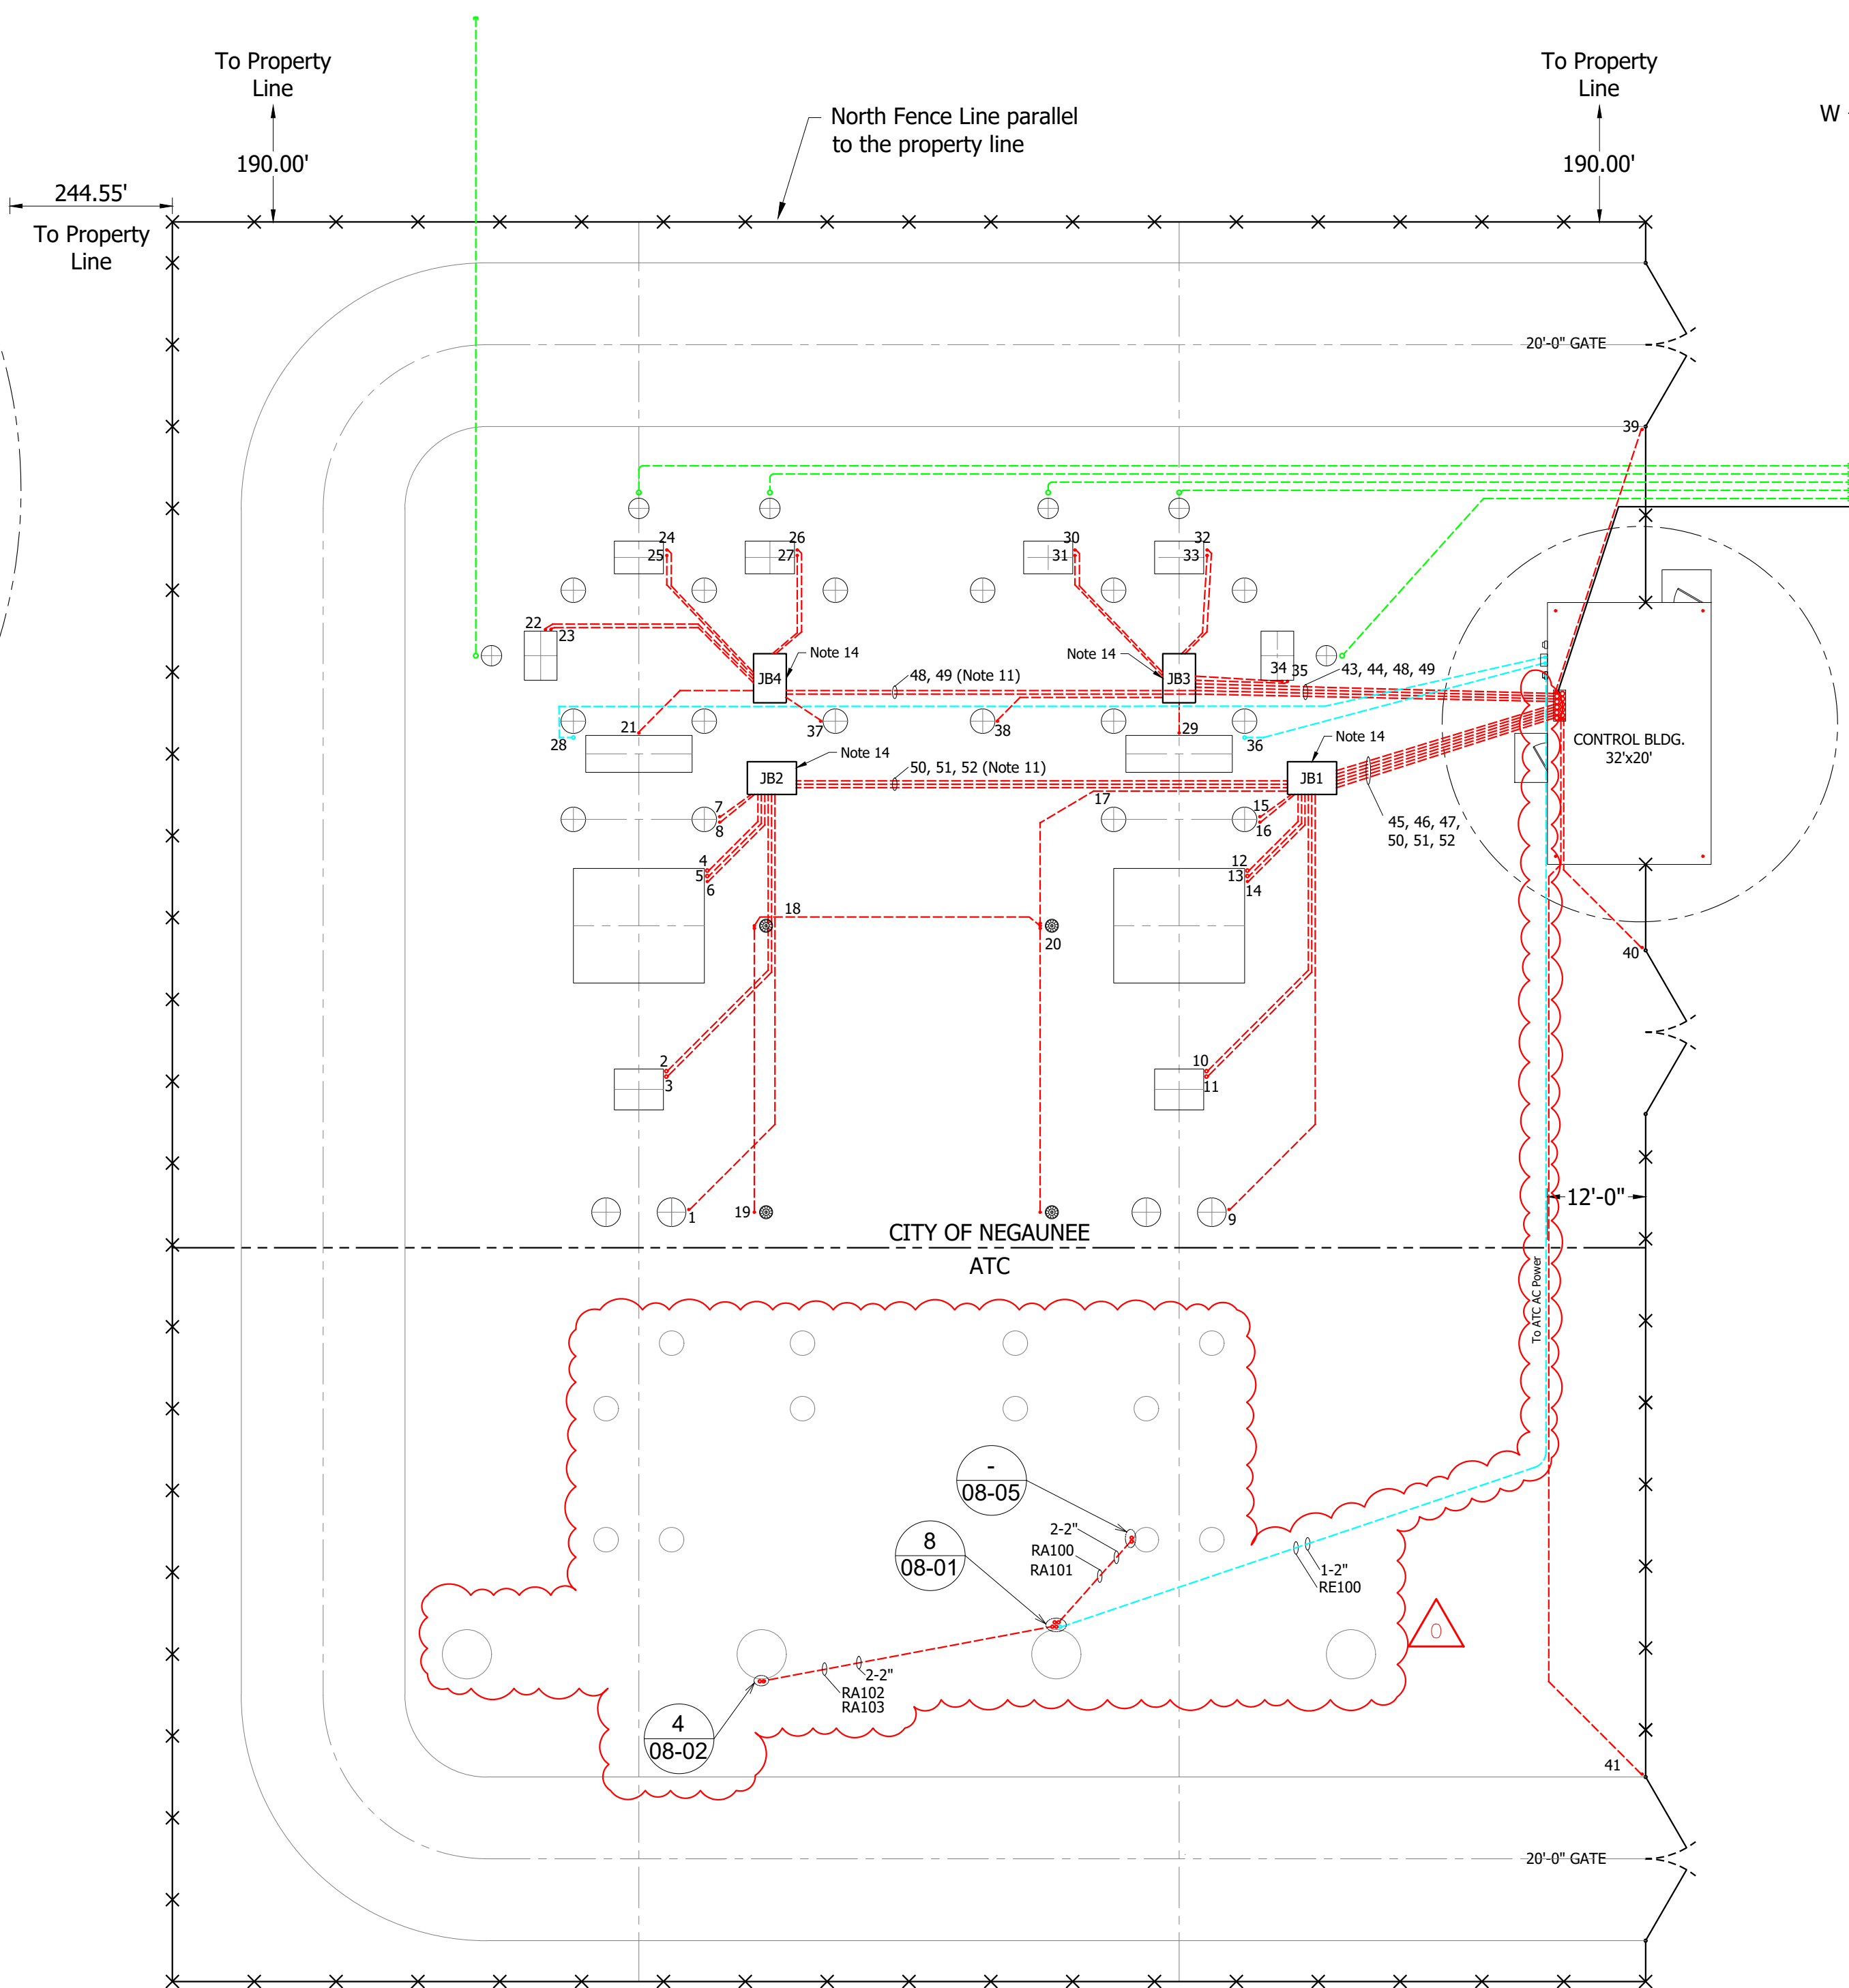 To Property
Line
To Property
Line
W
North Fence Line parallel
to the property line
190.00'
190.00'
244.55'
To Property
Line
20'-0" GATE
39
24
25
26
27
30
31
32
33
22
23
JB4
Note 14
Note 14
JB3
34
35
43, 44, 48, 49
48, 49 (Note 11)
21
37
38
29
28
36
CONTROL BLDG.
32'x20'
Note 14
Note 14
JB2
50, 51, 52 (Note 11)
JB1
7
8
17
15
16
45, 46, 47,
50, 51, 52
4
5
6
12
13
14
18
20
40
2
3
10
11
12'-0"
1
19
9
CITY OF NEGAUNEE
ATC
To ATC AC Power
-
08-05
2-2"
RA100
RA101
8
08-01
1-2"
RE100
0
2-2"
RA102
RA103
4
08-02
41
20'-0" GATE